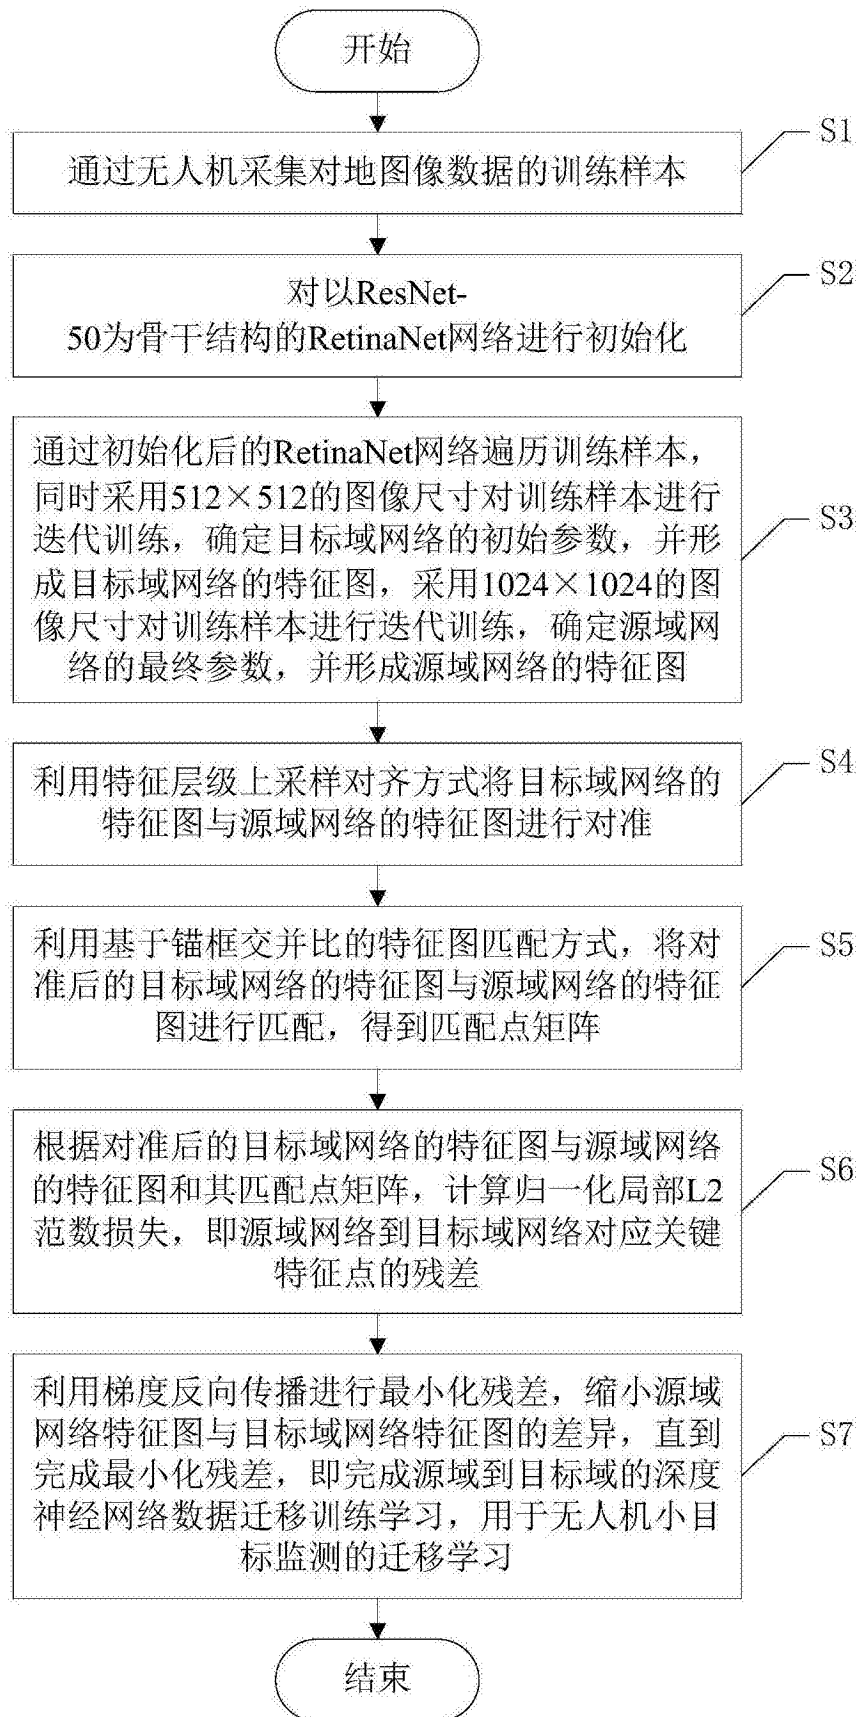 开始
S1
通过无人机采集对地图像数据的训练样本
S2
对以ResNet-
50为骨干结构的RetinaNet网络进行初始化
通过初始化后的RetinaNet网络遍历训练样本，
同时采用512×512的图像尺寸对训练样本进行
迭代训练，确定目标域网络的初始参数，并形
成目标域网络的特征图，采用1024×1024的图
像尺寸对训练样本进行迭代训练，确定源域网
络的最终参数，并形成源域网络的特征图
S3
利用特征层级上采样对齐方式将目标域网络的
特征图与源域网络的特征图进行对准
S4
利用基于锚框交并比的特征图匹配方式，将对
准后的目标域网络的特征图与源域网络的特征
图进行匹配，得到匹配点矩阵
S5
根据对准后的目标域网络的特征图与源域网络
的特征图和其匹配点矩阵，计算归一化局部L2
范数损失，即源域网络到目标域网络对应关键
特征点的残差
S6
利用梯度反向传播进行最小化残差，缩小源域
网络特征图与目标域网络特征图的差异，直到
完成最小化残差，即完成源域到目标域的深度
神经网络数据迁移训练学习，用于无人机小目
标监测的迁移学习
S7
结束